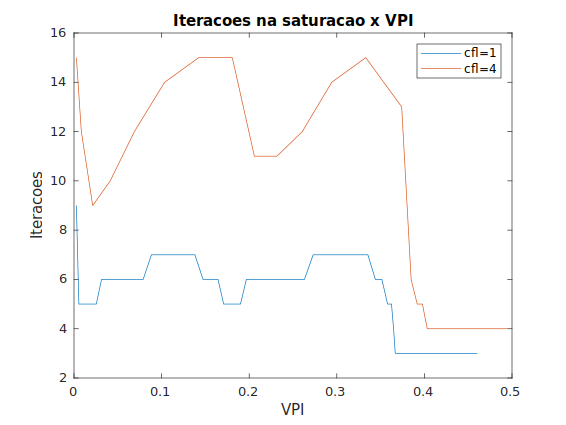 Iteracoes na saturacao x VPI
16
14
12
10
8
6
4
2
Iteracoes
cfl=1
cfl=4
0
0.1
0.2
0.3
0.4
0.5
VPI